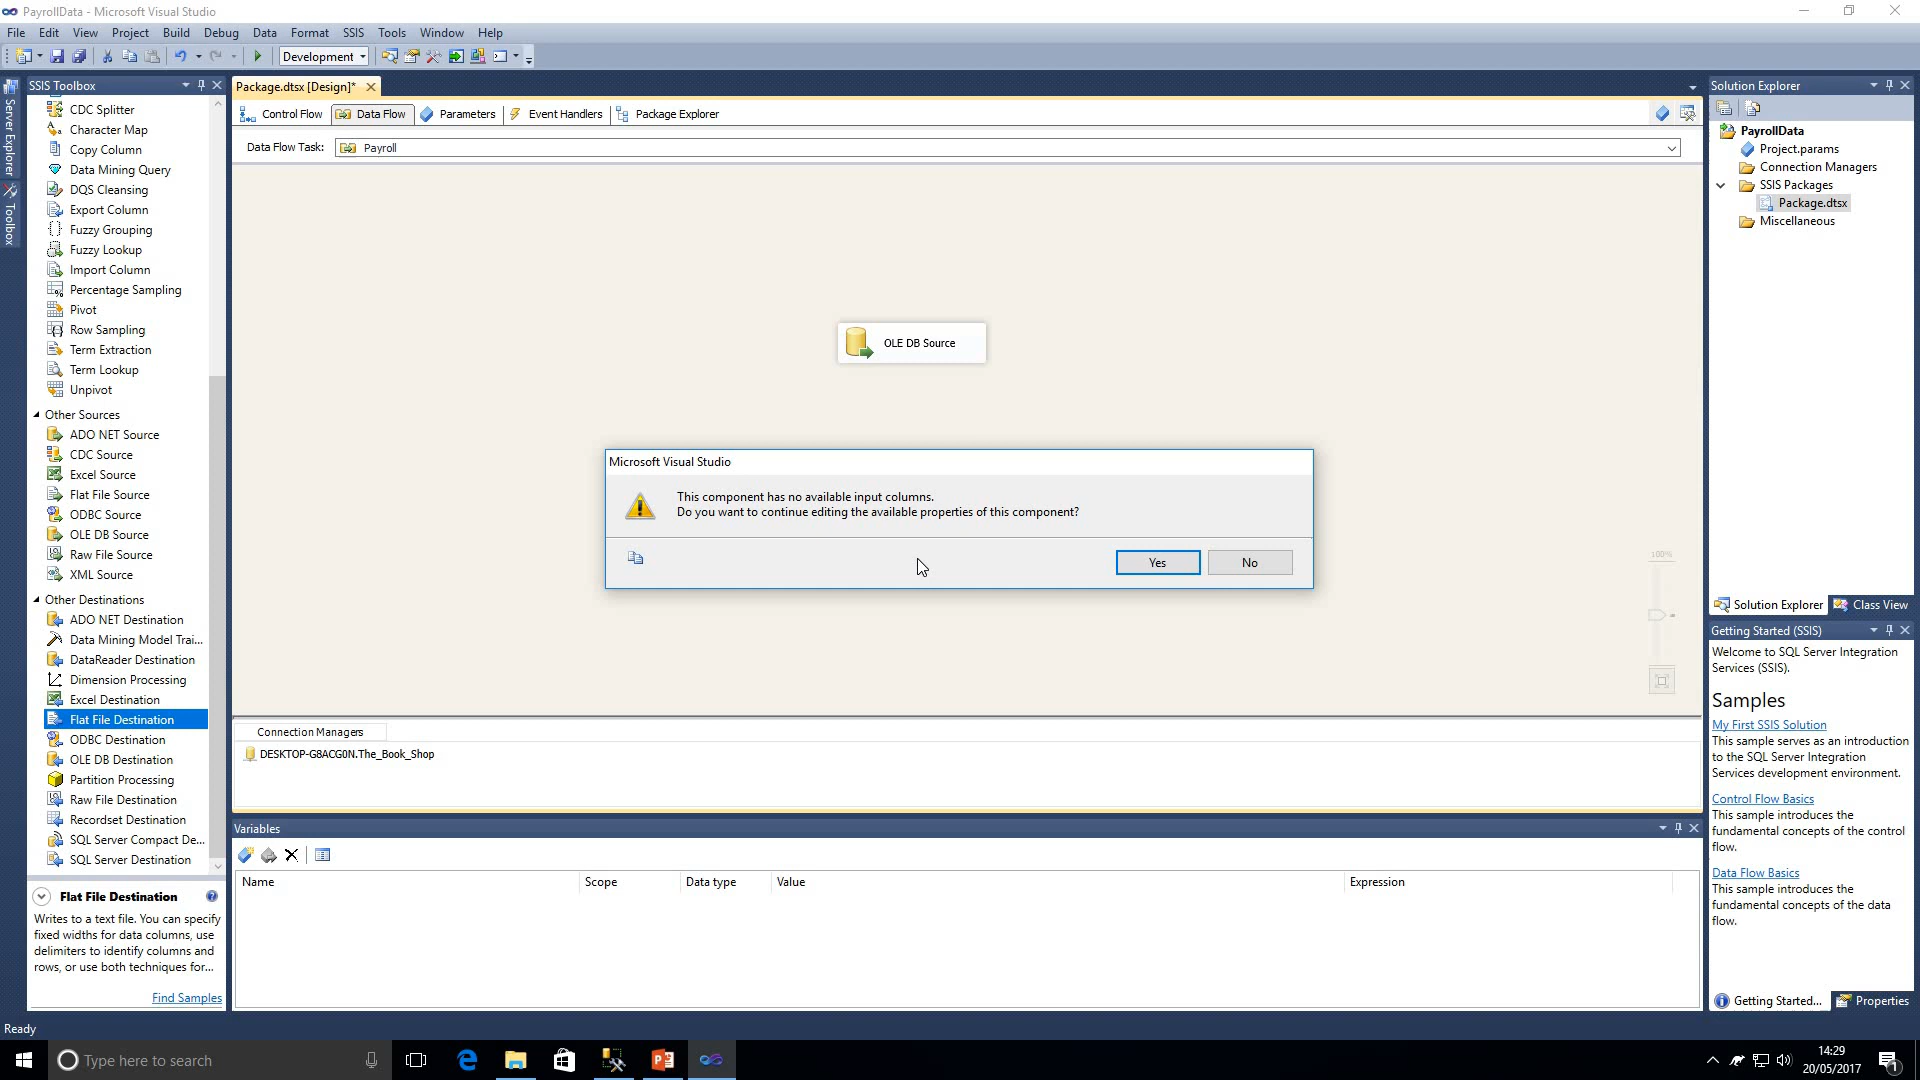 PayrollData - Microsoft Visual Studio
File Edit View Project Build Debug Data Format SSIS Tools Window Help
Development
Server Explorer
Toolbox
SSIS Toolbox
CDC Splitter
Character Map
Copy Column
Data Mining Query
DQS Cleansing
Export Column
Fuzzy Grouping
Fuzzy Lookup
Import Column
Percentage Sampling
Pivot
Row Sampling
Term Extraction
Term Lookup
Unpivot
Other Sources
ADO NET Source
CDC Source
Excel Source
Flat File Source
ODBC Source
OLE DB Source
Raw File Source
XML Source
Other Destinations
ADO NET Destination
Data Mining Model Trai...
DataReader Destination
Dimension Processing
Excel Destination
Flat File Destination
ODBC Destination
OLE DB Destination
Partition Processing
Raw File Destination
Recordset Destination
SQL Server Compact De...
SQL Server Destination
Flat File Destination
Writes to a text file. You can specify
fixed widths for data columns, use
delimiters to identify columns and
rows, or use both techniques for...
Find Samples
Package.dtsx [Design]*
Control Flow Data Flow Parameters Event Handlers Package Explorer
Data Flow Task: Payroll
OLE DB Source
Microsoft Visual Studio
This component has no available input columns.
Do you want to continue editing the available properties of this component?
Yes No
100%
Connection Managers
DESKTOP-G8ACG0N.The_Book_Shop
Variables
Name Scope Data type Value Expression
Solution Explorer
PayrollData
Project.params
Connection Managers
SSIS Packages
Package.dtsx
Miscellaneous
Solution Explorer Class View
Getting Started (SSIS)
Welcome to SQL Server Integration
Services (SSIS).
Samples
My First SSIS Solution
This sample serves as an introduction
to the SQL Server Integration
Services development environment.
Control Flow Basics
This sample introduces the
fundamental concepts of the control
flow.
Data Flow Basics
This sample introduces the
fundamental concepts of the data
flow.
Getting Started... Properties
Ready
Type here to search
14:29
20/05/2017
1